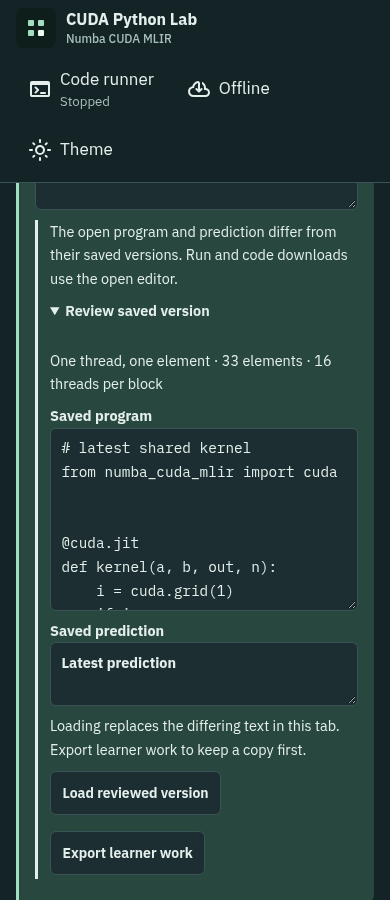 CUDA Python Lab
Numba CUDA MLIR
Code runner
Stopped
Offline
Theme
The open program and prediction differ from
their saved versions. Run and code downloads
use the open editor.
▼ Review saved version
One thread, one element · 33 elements · 16
threads per block
Saved program
# latest shared kernel
from numba_cuda_mlir import cuda
@cuda.jit
def kernel(a, b, out, n):
    i = cuda.grid(1)
Saved prediction
Latest prediction
Loading replaces the differing text in this tab.
Export learner work to keep a copy first.
Load reviewed version
Export learner work